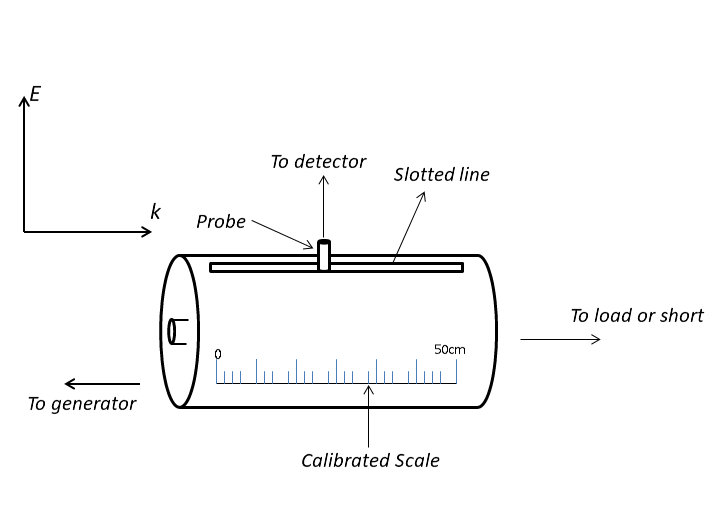 E
To detector
Slotted line
k
Probe
To load or short
0
50cm
To generator
Calibrated Scale